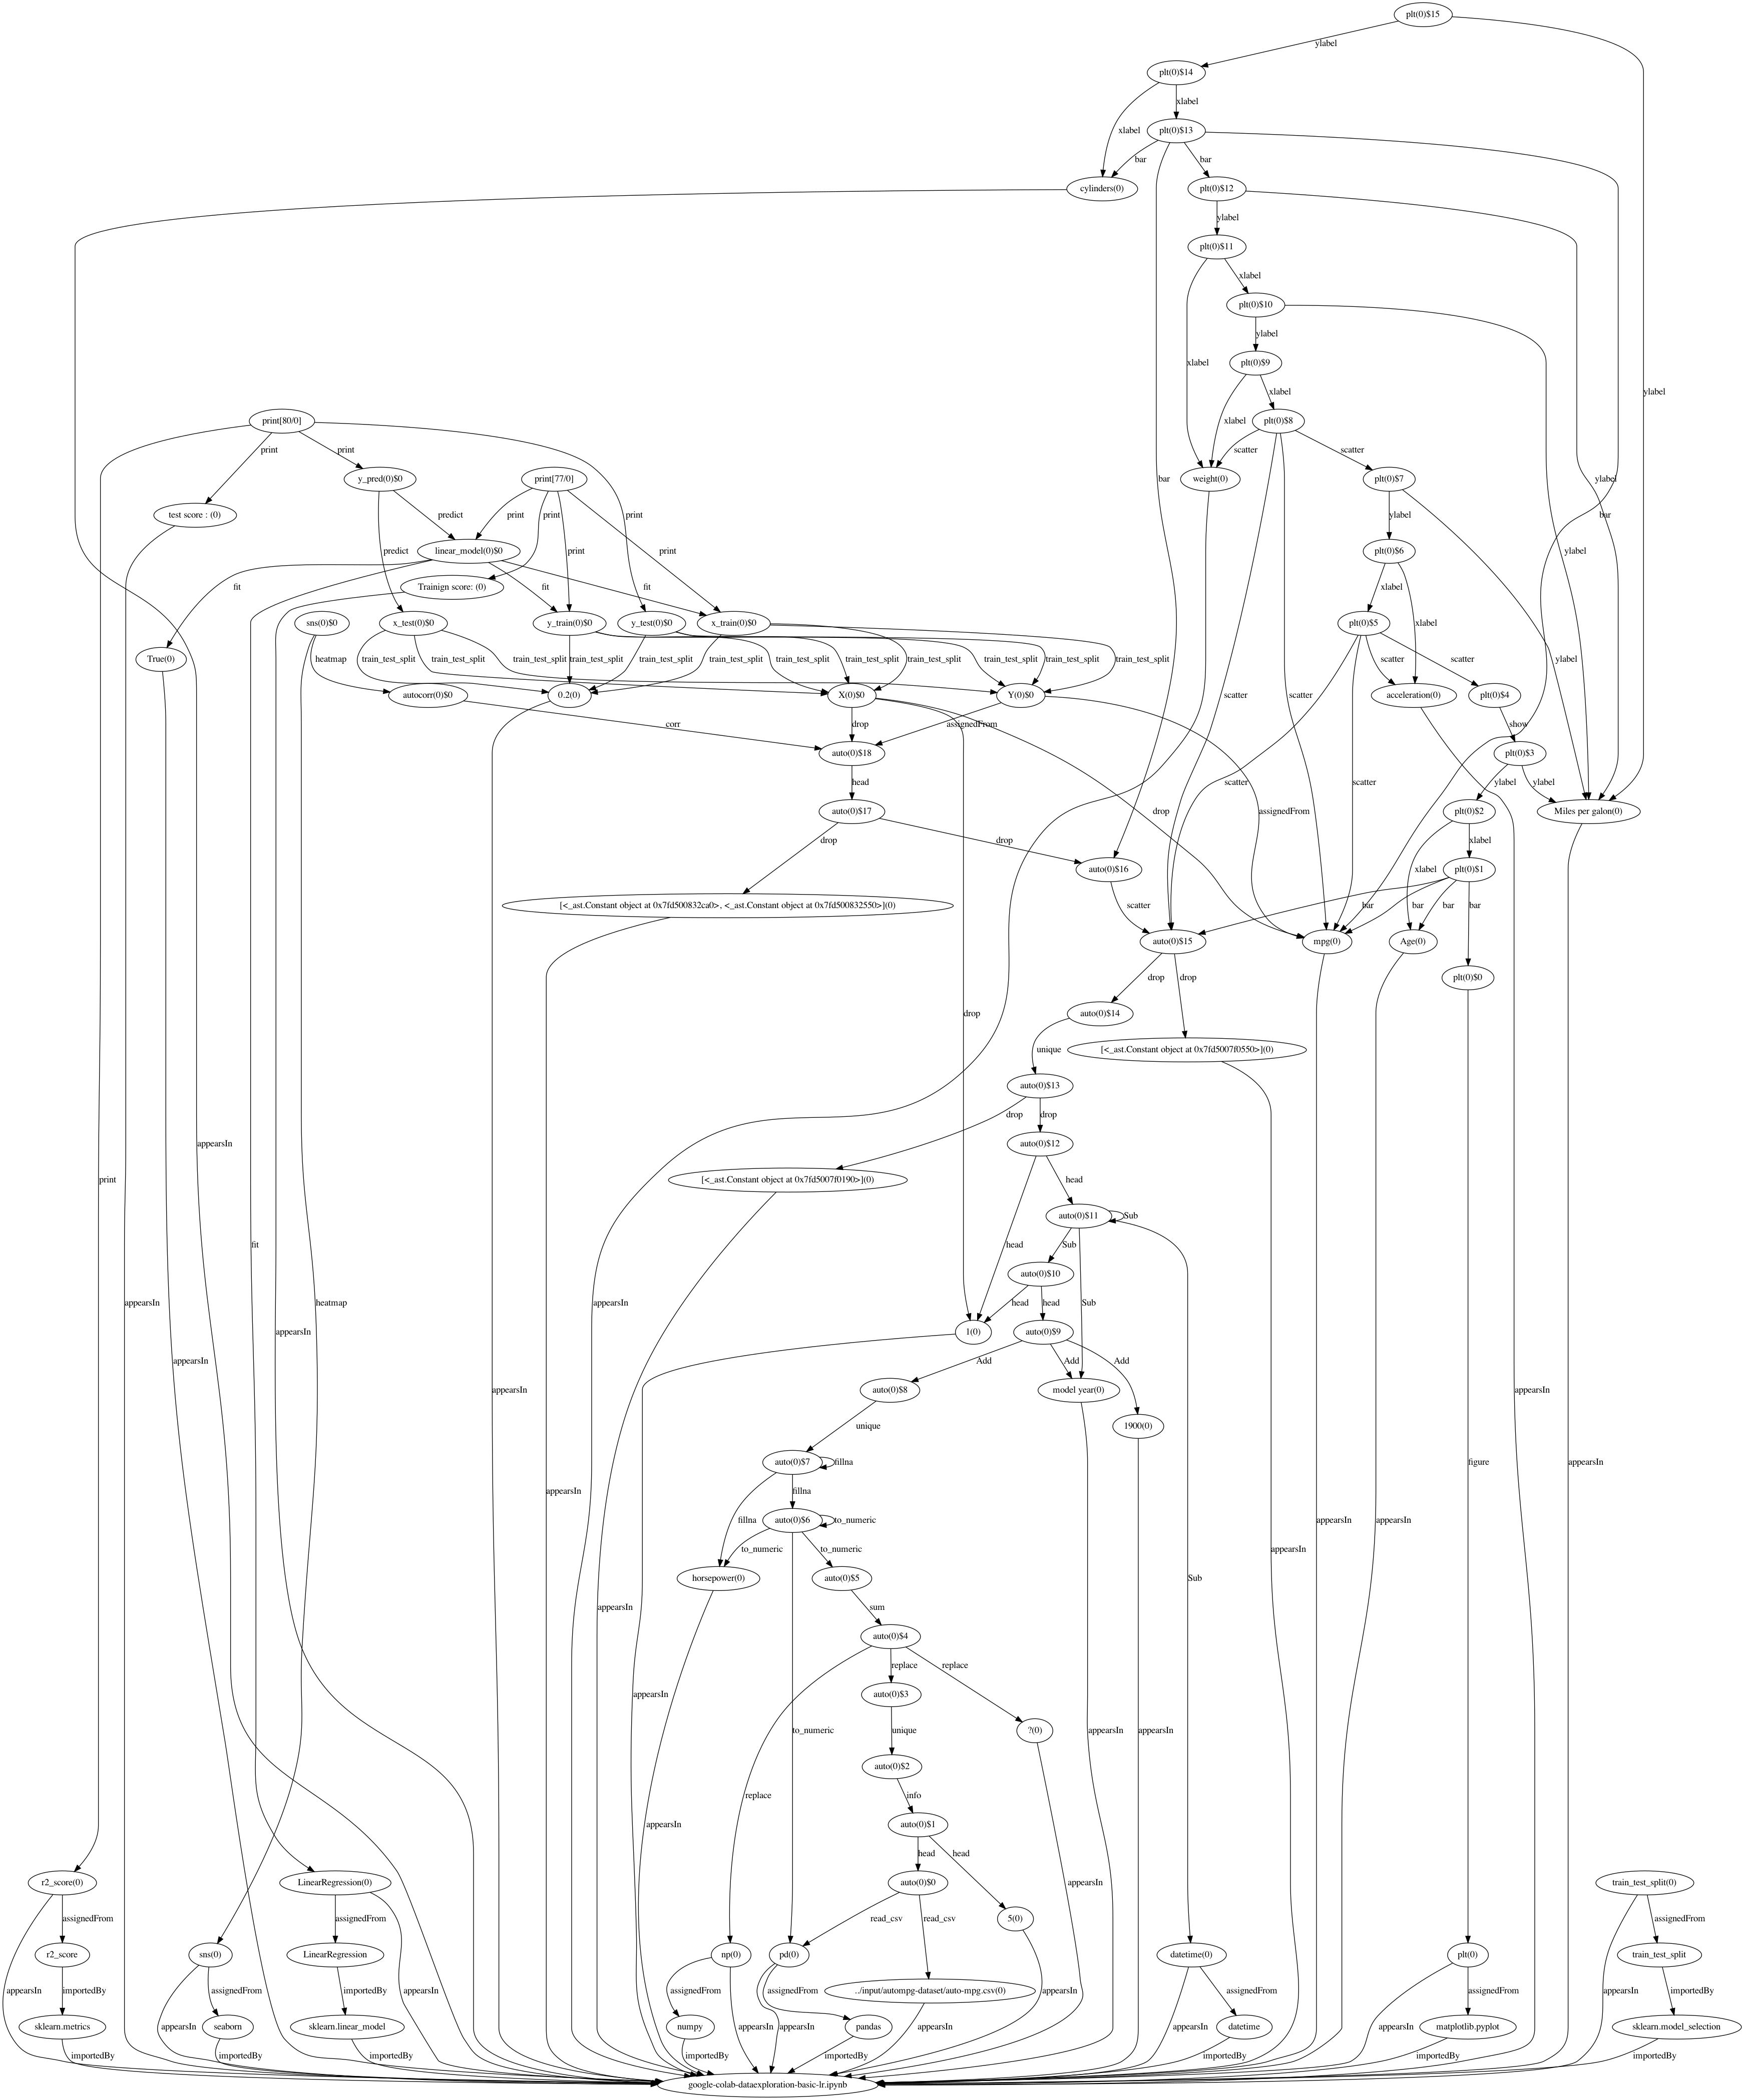 plt(0)$15
ylabel
plt(0)$14
xlabel
plt(0)$13
xlabel
bar
bar
cylinders(0)
plt(0)$12
ylabel
plt(0)$11
xlabel
plt(0)$10
ylabel
xlabel
plt(0)$9
xlabel
ylabel
xlabel
print[80/0]
plt(0)$8
print
print
scatter
scatter
y_pred(0)$0
print[77/0]
bar
weight(0)
plt(0)$7
ylabel
test score : (0)
predict
print
print
print
ylabel
bar
predict
linear_model(0)$0
print
print
plt(0)$6
ylabel
fit
Trainign score: (0)
fit
fit
xlabel
sns(0)$0
x_test(0)$0
y_train(0)$0
y_test(0)$0
x_train(0)$0
plt(0)$5
xlabel
True(0)
heatmap
train_test_split
train_test_split
train_test_split
train_test_split
train_test_split
train_test_split
train_test_split
train_test_split
train_test_split
train_test_split
train_test_split
train_test_split
scatter
scatter
ylabel
autocorr(0)$0
0.2(0)
X(0)$0
Y(0)$0
scatter
scatter
acceleration(0)
plt(0)$4
corr
drop
assignedFrom
show
auto(0)$18
plt(0)$3
head
scatter
scatter
ylabel
ylabel
auto(0)$17
drop
assignedFrom
plt(0)$2
Miles per galon(0)
drop
drop
xlabel
auto(0)$16
xlabel
plt(0)$1
[<_ast.Constant object at 0x7fd500832ca0>, <_ast.Constant object at 0x7fd500832550>](0)
scatter
bar
bar
bar
bar
auto(0)$15
mpg(0)
Age(0)
drop
drop
plt(0)$0
auto(0)$14
drop
unique
[<_ast.Constant object at 0x7fd5007f0550>](0)
auto(0)$13
drop
drop
appearsIn
auto(0)$12
print
[<_ast.Constant object at 0x7fd5007f0190>](0)
head
auto(0)$11
Sub
fit
head
Sub
auto(0)$10
appearsIn
heatmap
appearsIn
head
head
Sub
appearsIn
1(0)
auto(0)$9
appearsIn
Add
Add
Add
appearsIn
auto(0)$8
model year(0)
appearsIn
unique
1900(0)
auto(0)$7
fillna
figure
appearsIn
appearsIn
fillna
fillna
auto(0)$6
to_numeric
appearsIn
appearsIn
to_numeric
to_numeric
appearsIn
horsepower(0)
auto(0)$5
Sub
appearsIn
sum
auto(0)$4
replace
replace
appearsIn
auto(0)$3
unique
to_numeric
?(0)
appearsIn
appearsIn
auto(0)$2
replace
info
appearsIn
auto(0)$1
head
head
r2_score(0)
LinearRegression(0)
auto(0)$0
appearsIn
train_test_split(0)
assignedFrom
assignedFrom
read_csv
read_csv
5(0)
assignedFrom
r2_score
sns(0)
LinearRegression
np(0)
pd(0)
datetime(0)
plt(0)
train_test_split
appearsIn
importedBy
assignedFrom
importedBy
appearsIn
assignedFrom
assignedFrom
../input/autompg-dataset/auto-mpg.csv(0)
appearsIn
assignedFrom
assignedFrom
appearsIn
importedBy
sklearn.metrics
appearsIn
seaborn
sklearn.linear_model
numpy
appearsIn
appearsIn
pandas
appearsIn
appearsIn
datetime
appearsIn
matplotlib.pyplot
sklearn.model_selection
importedBy
importedBy
importedBy
importedBy
importedBy
importedBy
importedBy
importedBy
google-colab-dataexploration-basic-lr.ipynb